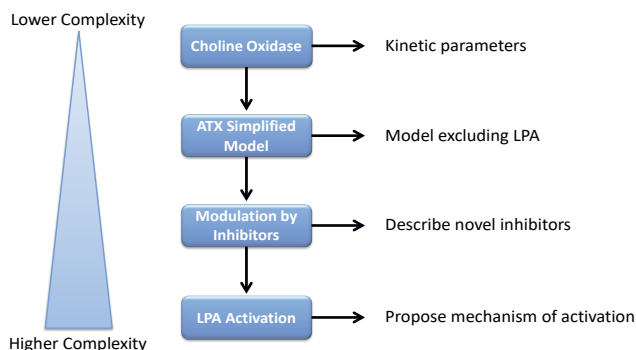 Lower Complexity
Choline Oxidase
Kinetic parameters
ATX Simplified
Model
Model excluding LPA
Modulation by
Inhibitors
Describe novel inhibitors
LPA Activation
Propose mechanism of activation
Higher Complexity